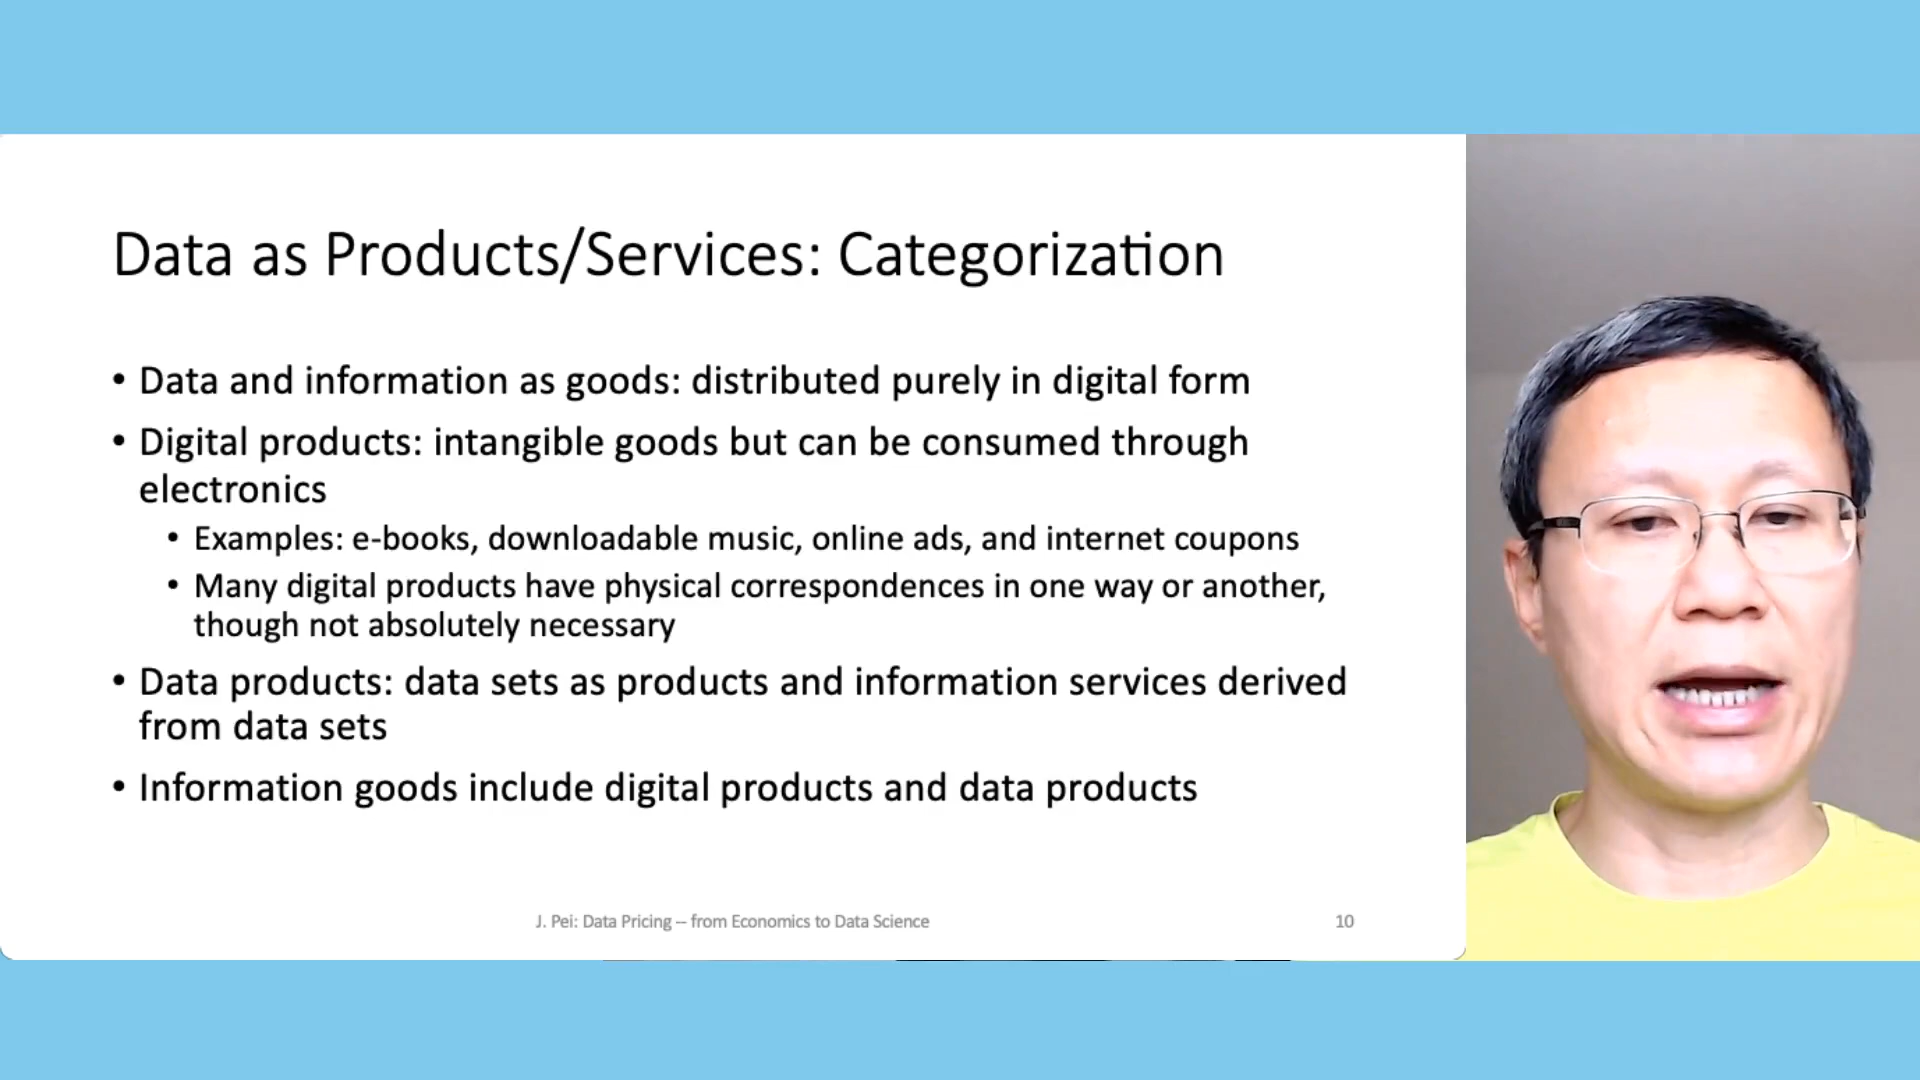 Data as Products/Services: Categorization
• Data and information as goods: distributed purely in digital form
• Digital products: intangible goods but can be consumed through
electronics
• Examples: e-books, downloadable music, online ads, and internet coupons
• Many digital products have physical correspondences in one way or another,
though not absolutely necessary
• Data products: data sets as products and information services derived
from data sets
• Information goods include digital products and data products
J. Pei: Data Pricing -- from Economics to Data Science
10